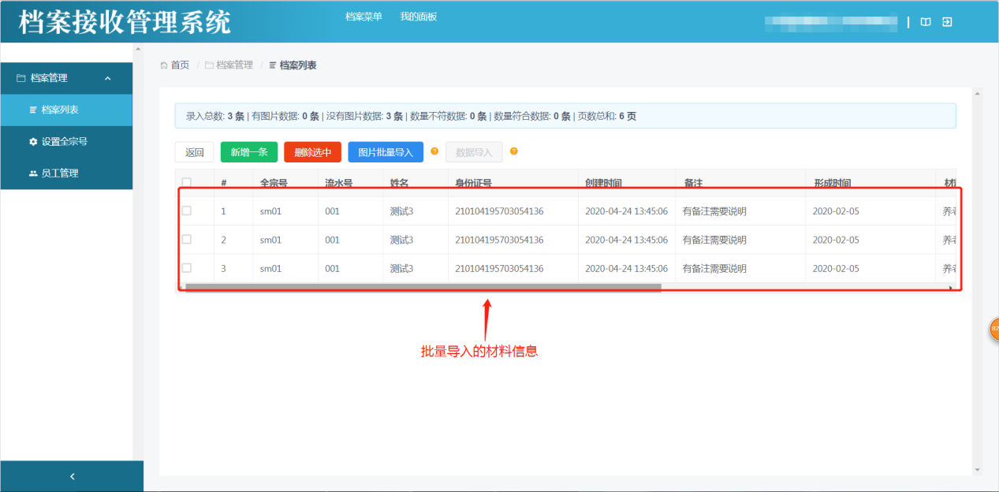 档案接收管理系统
档案菜单 我的面板
档案管理
档案列表
设置全宗号
员工管理
首页 / 档案管理 / 档案列表
录入总数: 3 条 | 有图片数据: 0 条 | 没有图片数据: 3 条 | 数量不符数据: 0 条 | 数量符合数据: 0 条 | 页数总和: 6 页
返回 新增一条 删除选中 图片批量导入 ? 数据导入 ?
# 全宗号 流水号 姓名 身份证号 创建时间 备注 形成时间
1 sm01 001 测试3 210104195703054136 2020-04-24 13:45:06 有备注需要说明 2020-02-05 养
2 sm01 001 测试3 210104195703054136 2020-04-24 13:45:06 有备注需要说明 2020-02-05 养
3 sm01 001 测试3 210104195703054136 2020-04-24 13:45:06 有备注需要说明 2020-02-05 养
批量导入的材料信息